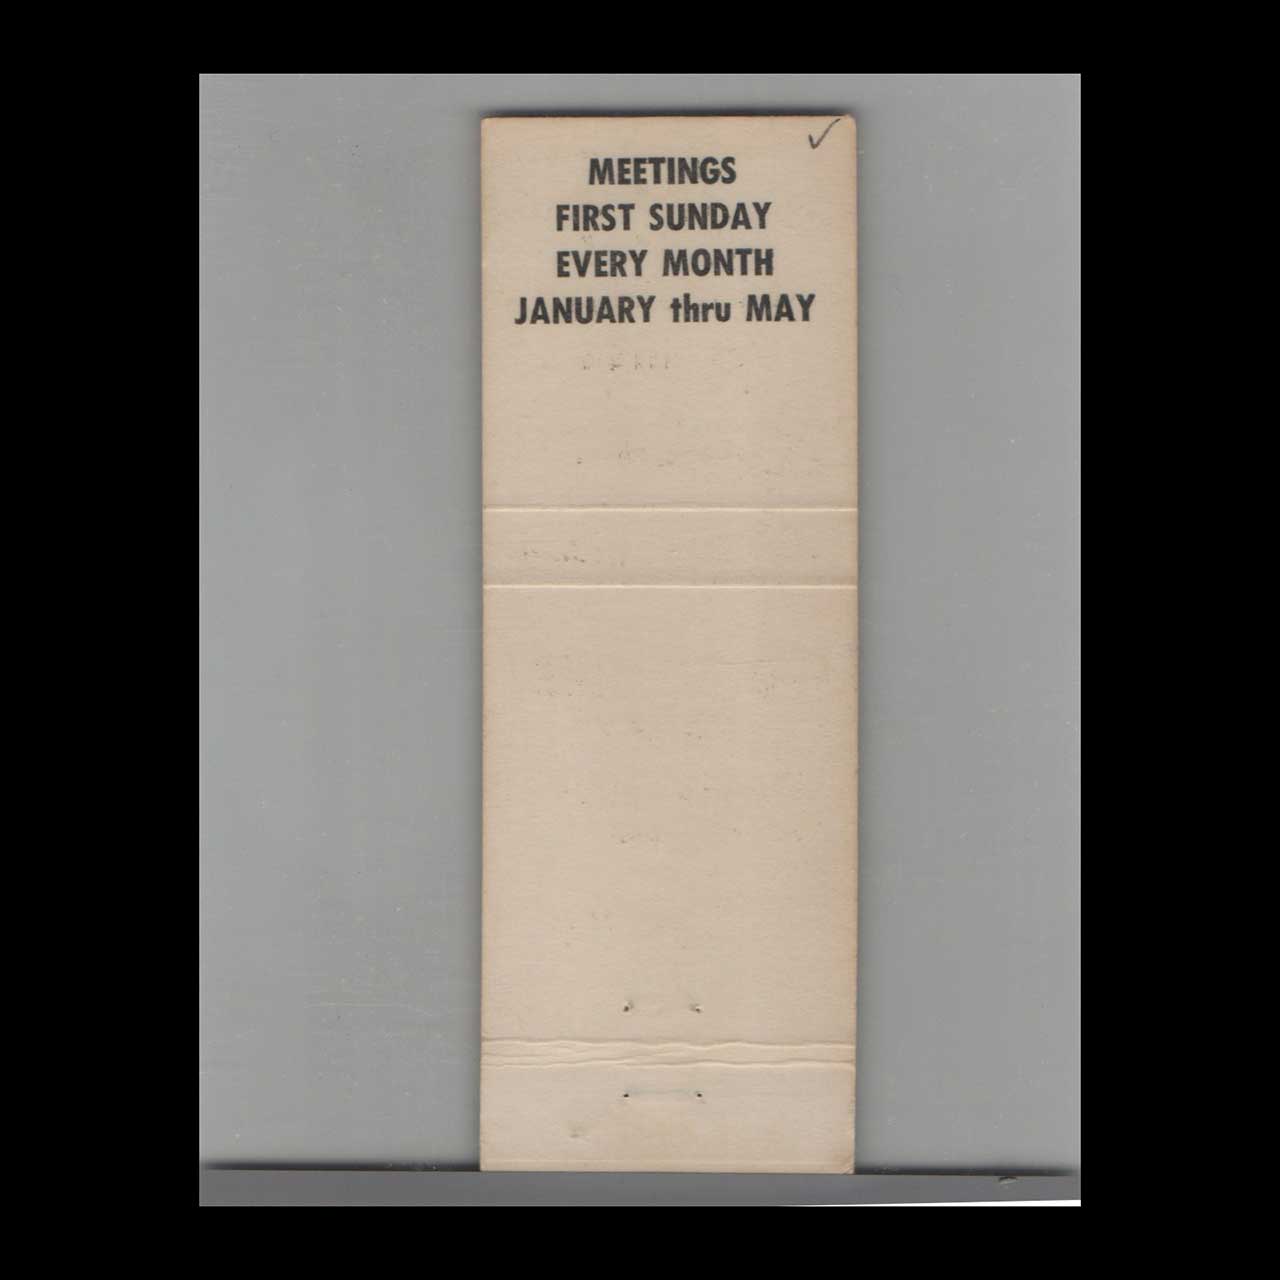 MEETINGS
FIRST SUNDAY
EVERY MONTH
JANUARY thru MAY